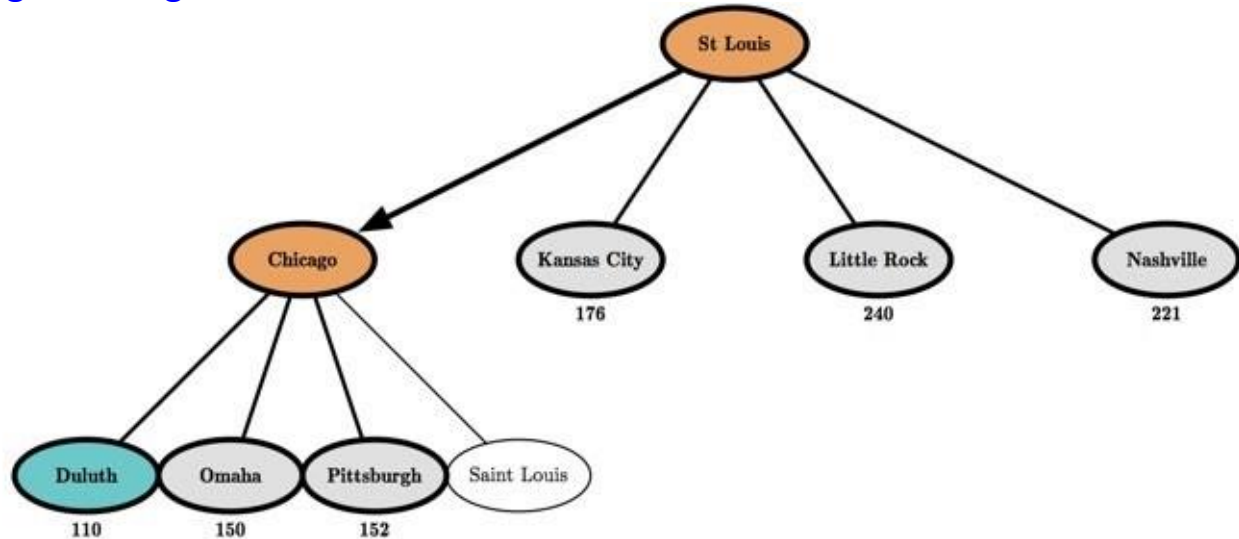 St Louis
Chicago
Kansas City
Little Rock
Nashville
176
240
221
Duluth
Omaha
Pittsburgh
Saint Louis
110
150
152